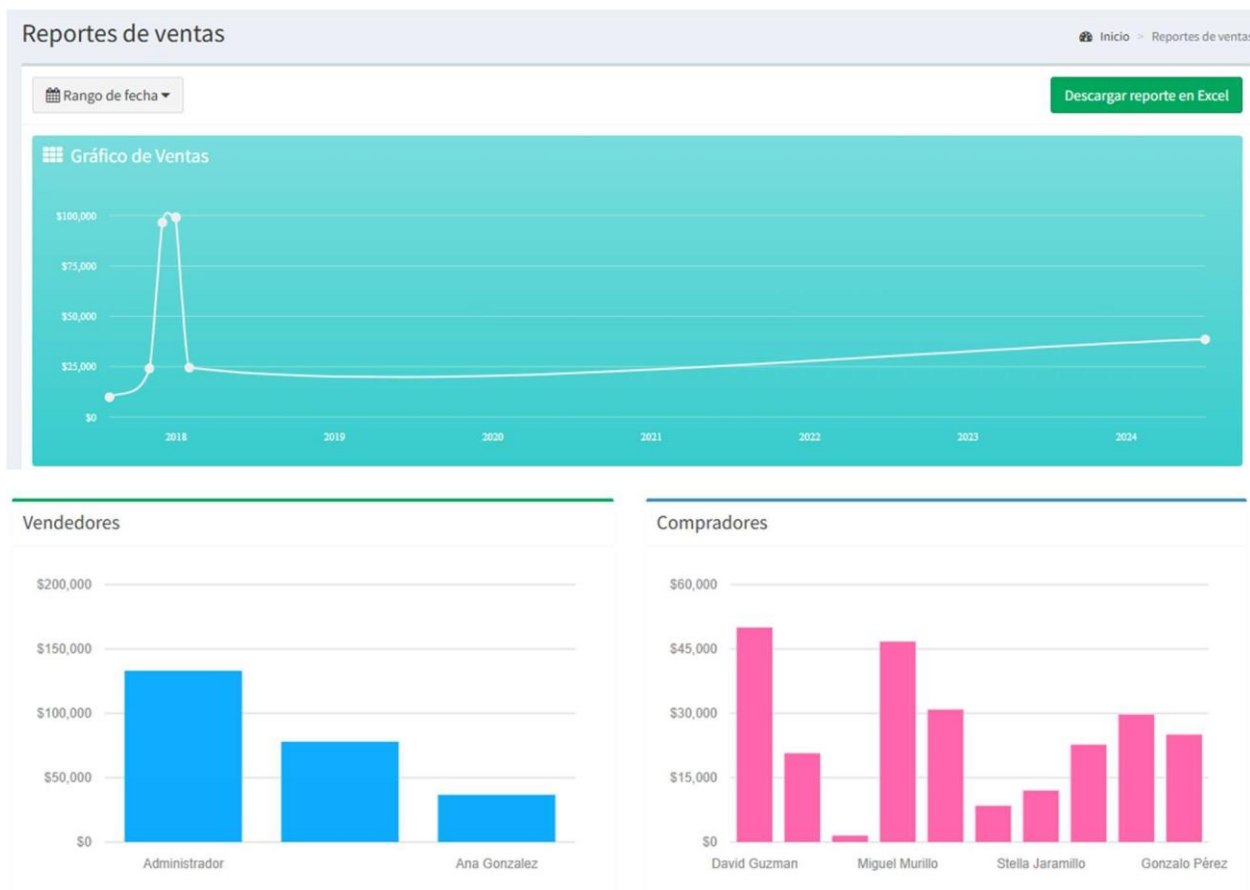 Reportes de ventas
Inicio > Reportes de ventas
Rango de fecha
Descargar reporte en Excel
Gráfico de Ventas
$100,000
$75,000
$50,000
$25,000
$0
2018 2019 2020 2021 2022 2023 2024
Vendedores
$200,000
$150,000
$100,000
$50,000
$0
Administrador Ana Gonzalez
Compradores
$60,000
$45,000
$30,000
$15,000
$0
David Guzman Miguel Murillo Stella Jaramillo Gonzalo Pérez